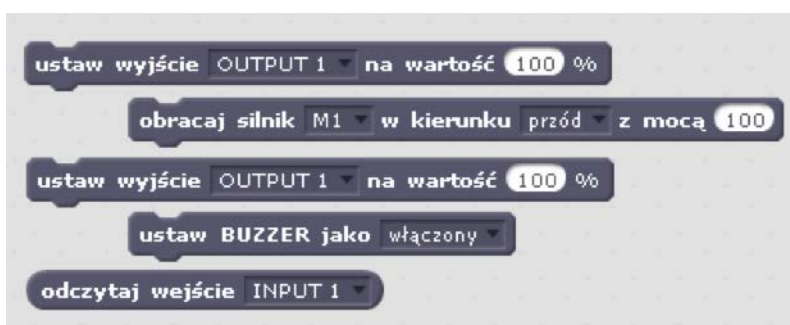 ustaw wyjście OUTPUT 1 na wartość 100 %
obracaj silnik M1 w kierunku przód z mocą 100
ustaw wyjście OUTPUT 1 na wartość 100 %
ustaw BUZZER jako włączony
odczytaj wejście INPUT 1